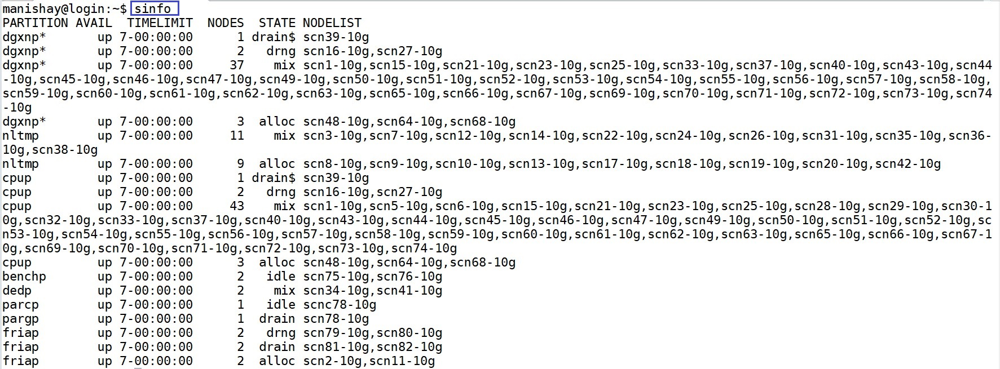 manishay@login:~$ sinfo
PARTITION AVAIL  TIMELIMIT  NODES  STATE NODELIST
dgxnp*       up 7-00:00:00      1 drain$ scn39-10g
dgxnp*       up 7-00:00:00      2   drng scn16-10g,scn27-10g
dgxnp*       up 7-00:00:00     37    mix scn1-10g,scn15-10g,scn21-10g,scn23-10g,scn25-10g,scn33-10g,scn37-10g,scn40-10g,scn43-10g,scn44
-10g,scn45-10g,scn46-10g,scn47-10g,scn49-10g,scn50-10g,scn51-10g,scn52-10g,scn53-10g,scn54-10g,scn55-10g,scn56-10g,scn57-10g,scn58-10g,
scn59-10g,scn60-10g,scn61-10g,scn62-10g,scn63-10g,scn65-10g,scn66-10g,scn67-10g,scn69-10g,scn70-10g,scn71-10g,scn72-10g,scn73-10g,scn74
-10g
dgxnp*       up 7-00:00:00      3  alloc scn48-10g,scn64-10g,scn68-10g
nltmp        up 7-00:00:00     11    mix scn3-10g,scn7-10g,scn12-10g,scn14-10g,scn22-10g,scn24-10g,scn26-10g,scn31-10g,scn35-10g,scn36-
10g,scn38-10g
nltmp        up 7-00:00:00      9  alloc scn8-10g,scn9-10g,scn10-10g,scn13-10g,scn17-10g,scn18-10g,scn19-10g,scn20-10g,scn42-10g
cpup         up 7-00:00:00      1 drain$ scn39-10g
cpup         up 7-00:00:00      2   drng scn16-10g,scn27-10g
cpup         up 7-00:00:00     43    mix scn1-10g,scn5-10g,scn6-10g,scn15-10g,scn21-10g,scn23-10g,scn25-10g,scn28-10g,scn29-10g,scn30-1
0g,scn32-10g,scn33-10g,scn37-10g,scn40-10g,scn43-10g,scn44-10g,scn45-10g,scn46-10g,scn47-10g,scn49-10g,scn50-10g,scn51-10g,scn52-10g,sc
n53-10g,scn54-10g,scn55-10g,scn56-10g,scn57-10g,scn58-10g,scn59-10g,scn60-10g,scn61-10g,scn62-10g,scn63-10g,scn65-10g,scn66-10g,scn67-1
0g,scn69-10g,scn70-10g,scn71-10g,scn72-10g,scn73-10g,scn74-10g
cpup         up 7-00:00:00      3  alloc scn48-10g,scn64-10g,scn68-10g
benchp       up 7-00:00:00      2   idle scn75-10g,scn76-10g
dedp         up 7-00:00:00      2    mix scn34-10g,scn41-10g
parcp        up 7-00:00:00      1   idle scnc78-10g
pargp        up 7-00:00:00      1  drain scn78-10g
friap        up 7-00:00:00      2   drng scn79-10g,scn80-10g
friap        up 7-00:00:00      2  drain scn81-10g,scn82-10g
friap        up 7-00:00:00      2  alloc scn2-10g,scn11-10g